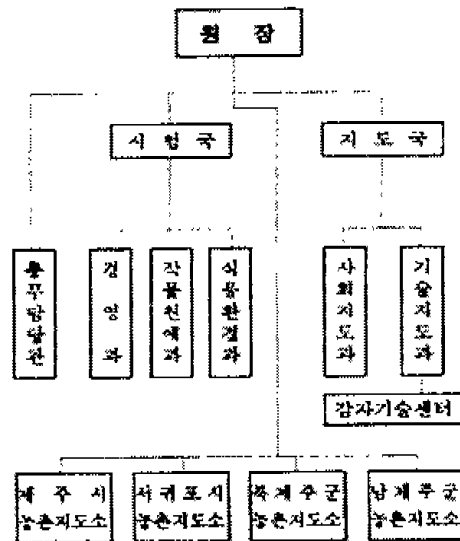 원 장
시 험 국
지 도 국
총무담당관
경영과
작물원예과
식물환경과
사회지도과
기술지도과
감자기술센터
제 주 시
농촌지도소
서귀포시
농촌지도소
북제주군
농촌지도소
남제주군
농촌지도소